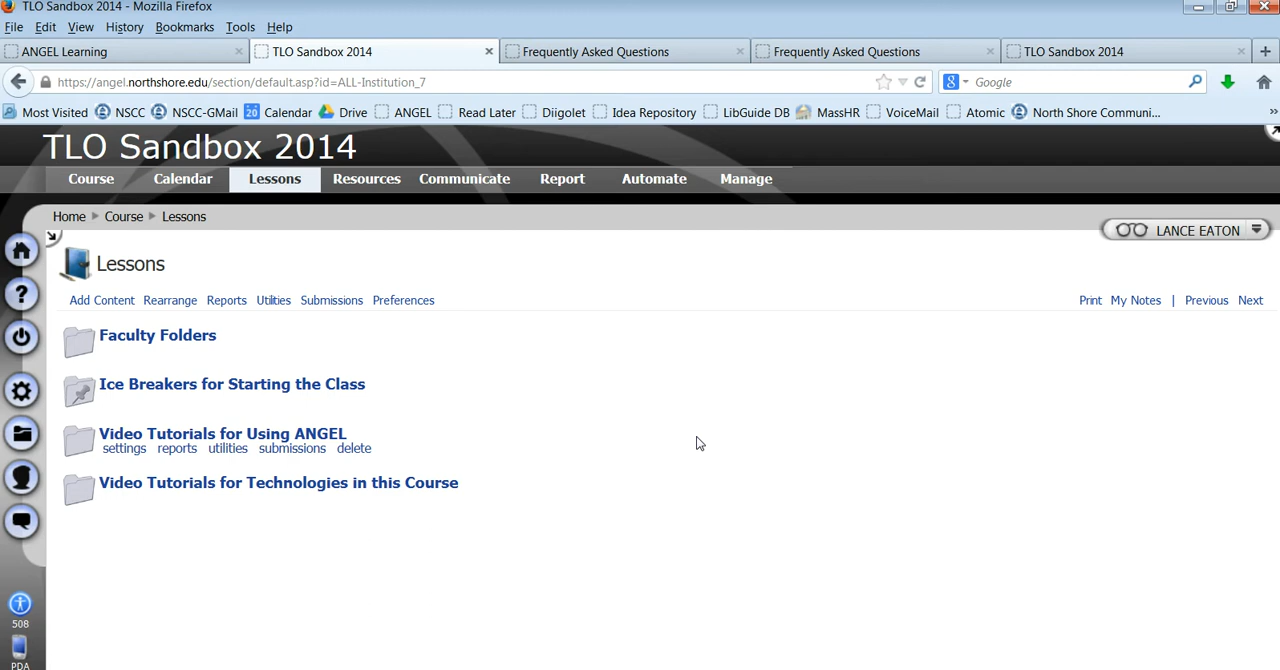 TLO Sandbox 2014 - Mozilla Firefox
File Edit View History Bookmarks Tools Help
ANGEL Learning TLO Sandbox 2014 Frequently Asked Questions Frequently Asked Questions TLO Sandbox 2014
https://angel.northshore.edu/section/default.asp?id=ALL-Institution_7 Google
Most Visited NSCC NSCC-GMail 20 Calendar Drive ANGEL Read Later Diigolet Idea Repository LibGuide DB MassHR VoiceMail Atomic North Shore Communi...
TLO Sandbox 2014
Course Calendar Lessons Resources Communicate Report Automate Manage
Home Course Lessons
LANCE EATON
Lessons
Add Content Rearrange Reports Utilities Submissions Preferences Print My Notes | Previous Next
Faculty Folders
Ice Breakers for Starting the Class
Video Tutorials for Using ANGEL
settings reports utilities submissions delete
Video Tutorials for Technologies in this Course
508
PDA